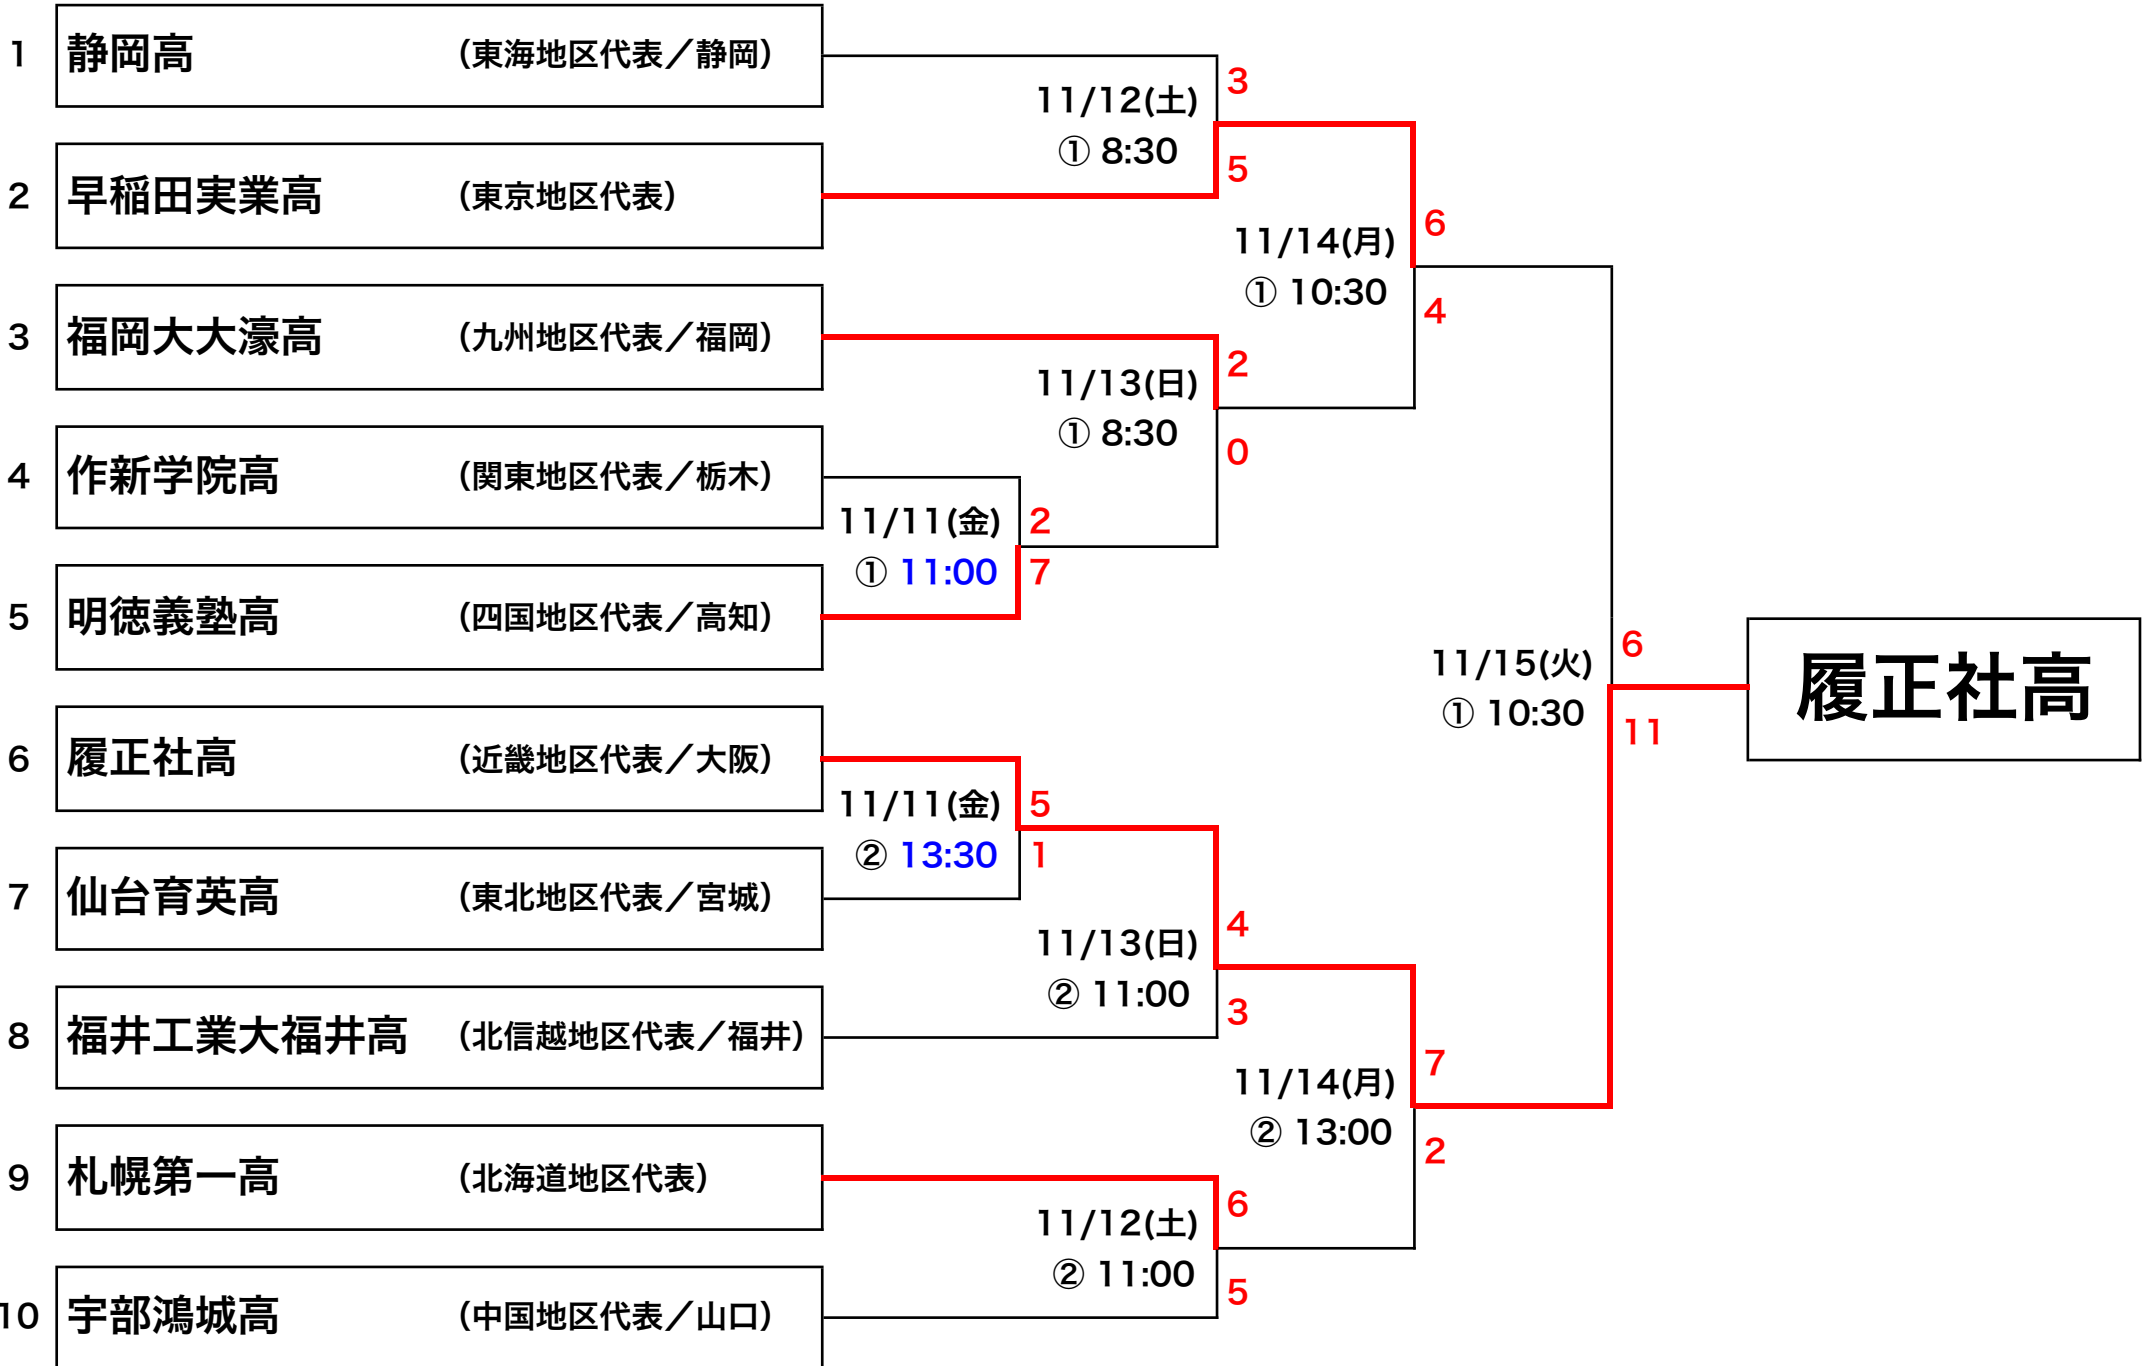 1 静岡高 （東海地区代表／静岡）
3
11/12(土)
① 8:30
5
2 早稲田実業高 （東京地区代表）
6
11/14(月)
① 10:30
4
3 福岡大大濠高 （九州地区代表／福岡）
2
11/13(日)
① 8:30
0
4 作新学院高 （関東地区代表／栃木）
11/11(金) 2
① 11:00 7
5 明徳義塾高 （四国地区代表／高知）
6
11/15(火)
① 10:30
11
履正社高
6 履正社高 （近畿地区代表／大阪）
11/11(金) 5
② 13:30 1
7 仙台育英高 （東北地区代表／宮城）
4
11/13(日)
② 11:00
3
8 福井工業大福井高 （北信越地区代表／福井）
7
11/14(月)
② 13:00
2
9 札幌第一高 （北海道地区代表）
6
11/12(土)
② 11:00
5
10 宇部鴻城高 （中国地区代表／山口）